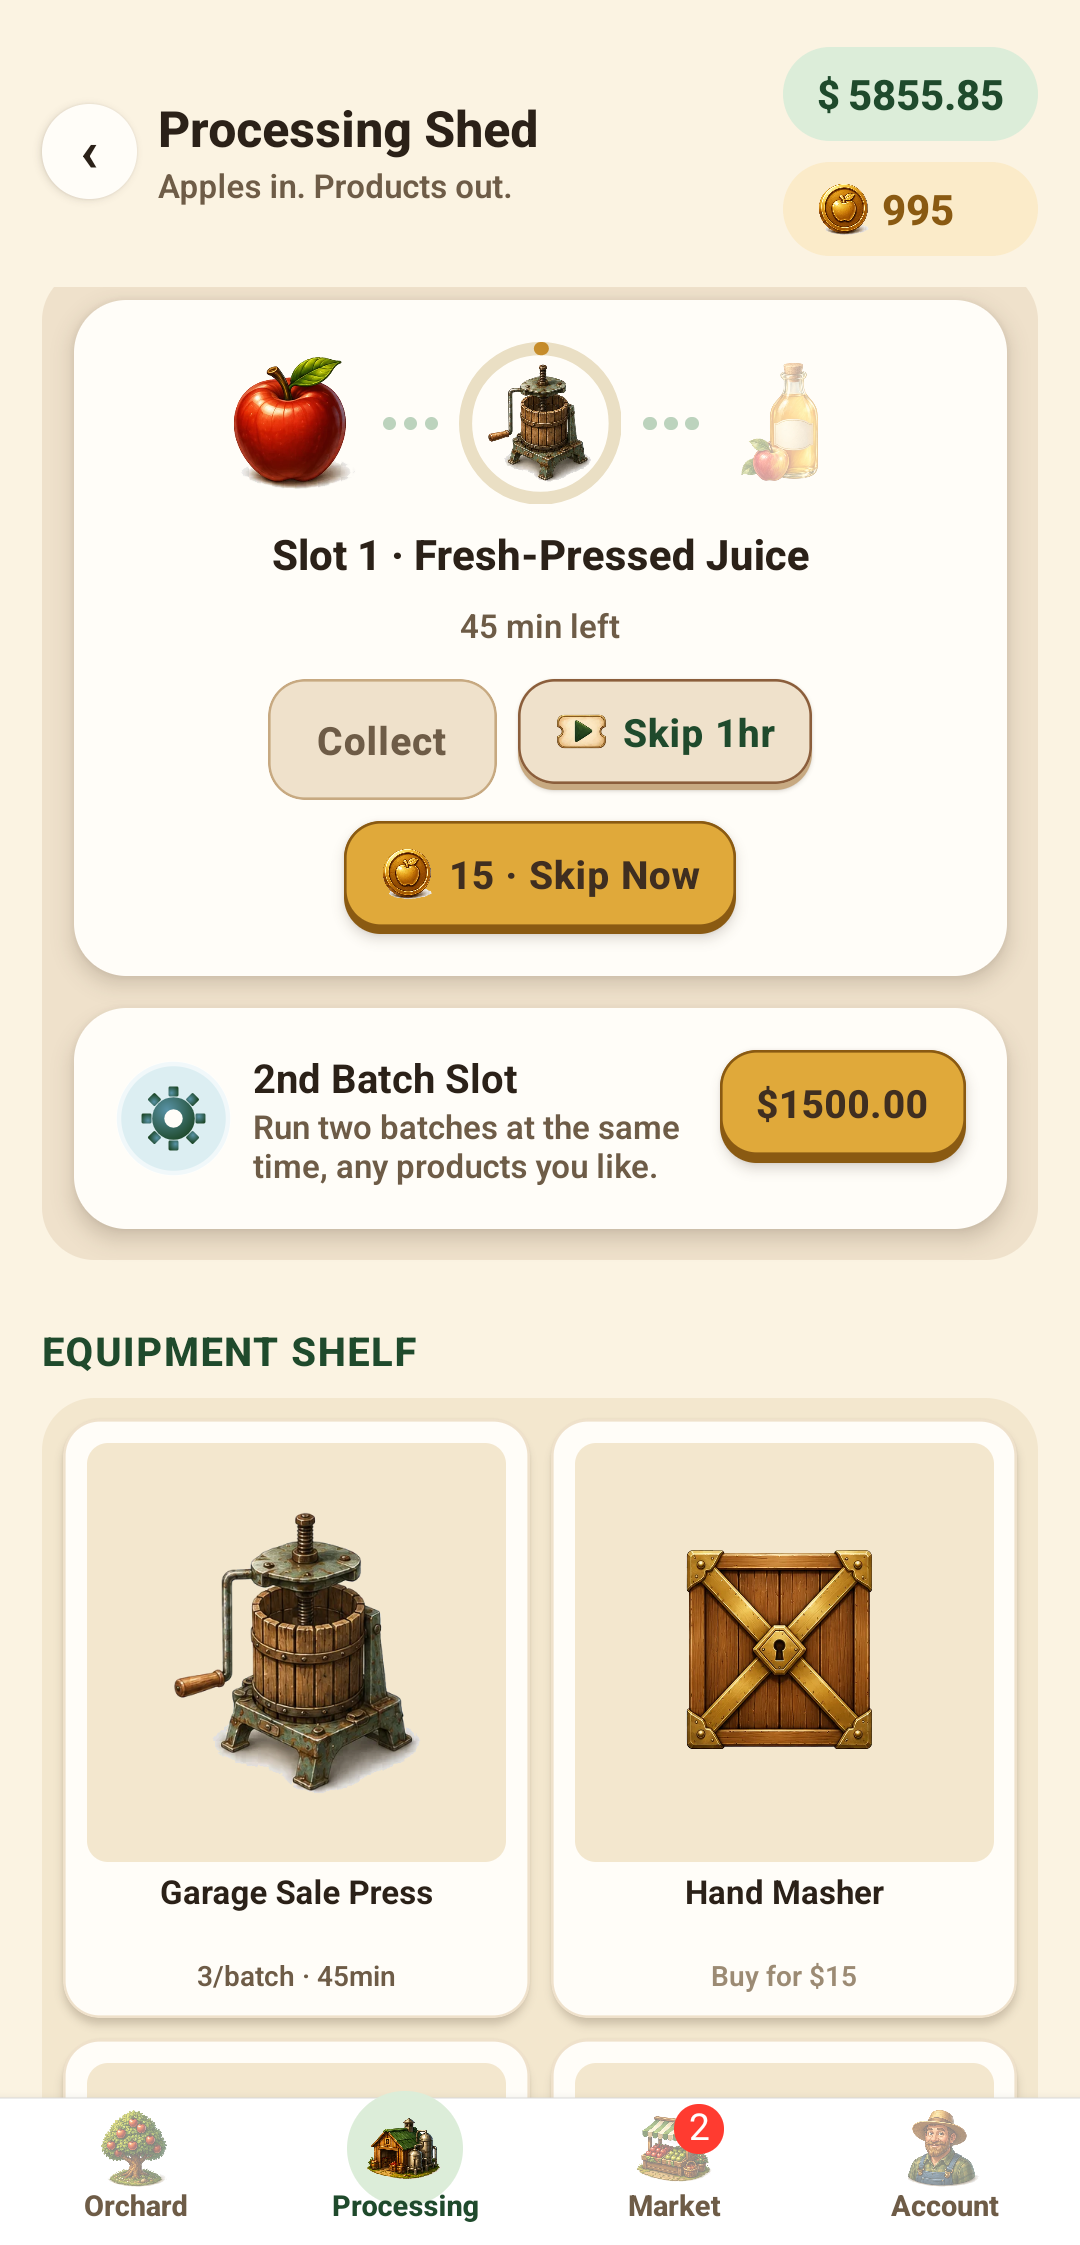 Processing Shed
Apples in. Products out.
$ 5855.85
995
Slot 1 · Fresh-Pressed Juice
45 min left
Collect
Skip 1hr
15 · Skip Now
2nd Batch Slot
Run two batches at the same
time, any products you like.
$1500.00
EQUIPMENT SHELF
Garage Sale Press
3/batch · 45min
Hand Masher
Buy for $15
Orchard
Processing
2
Market
Account